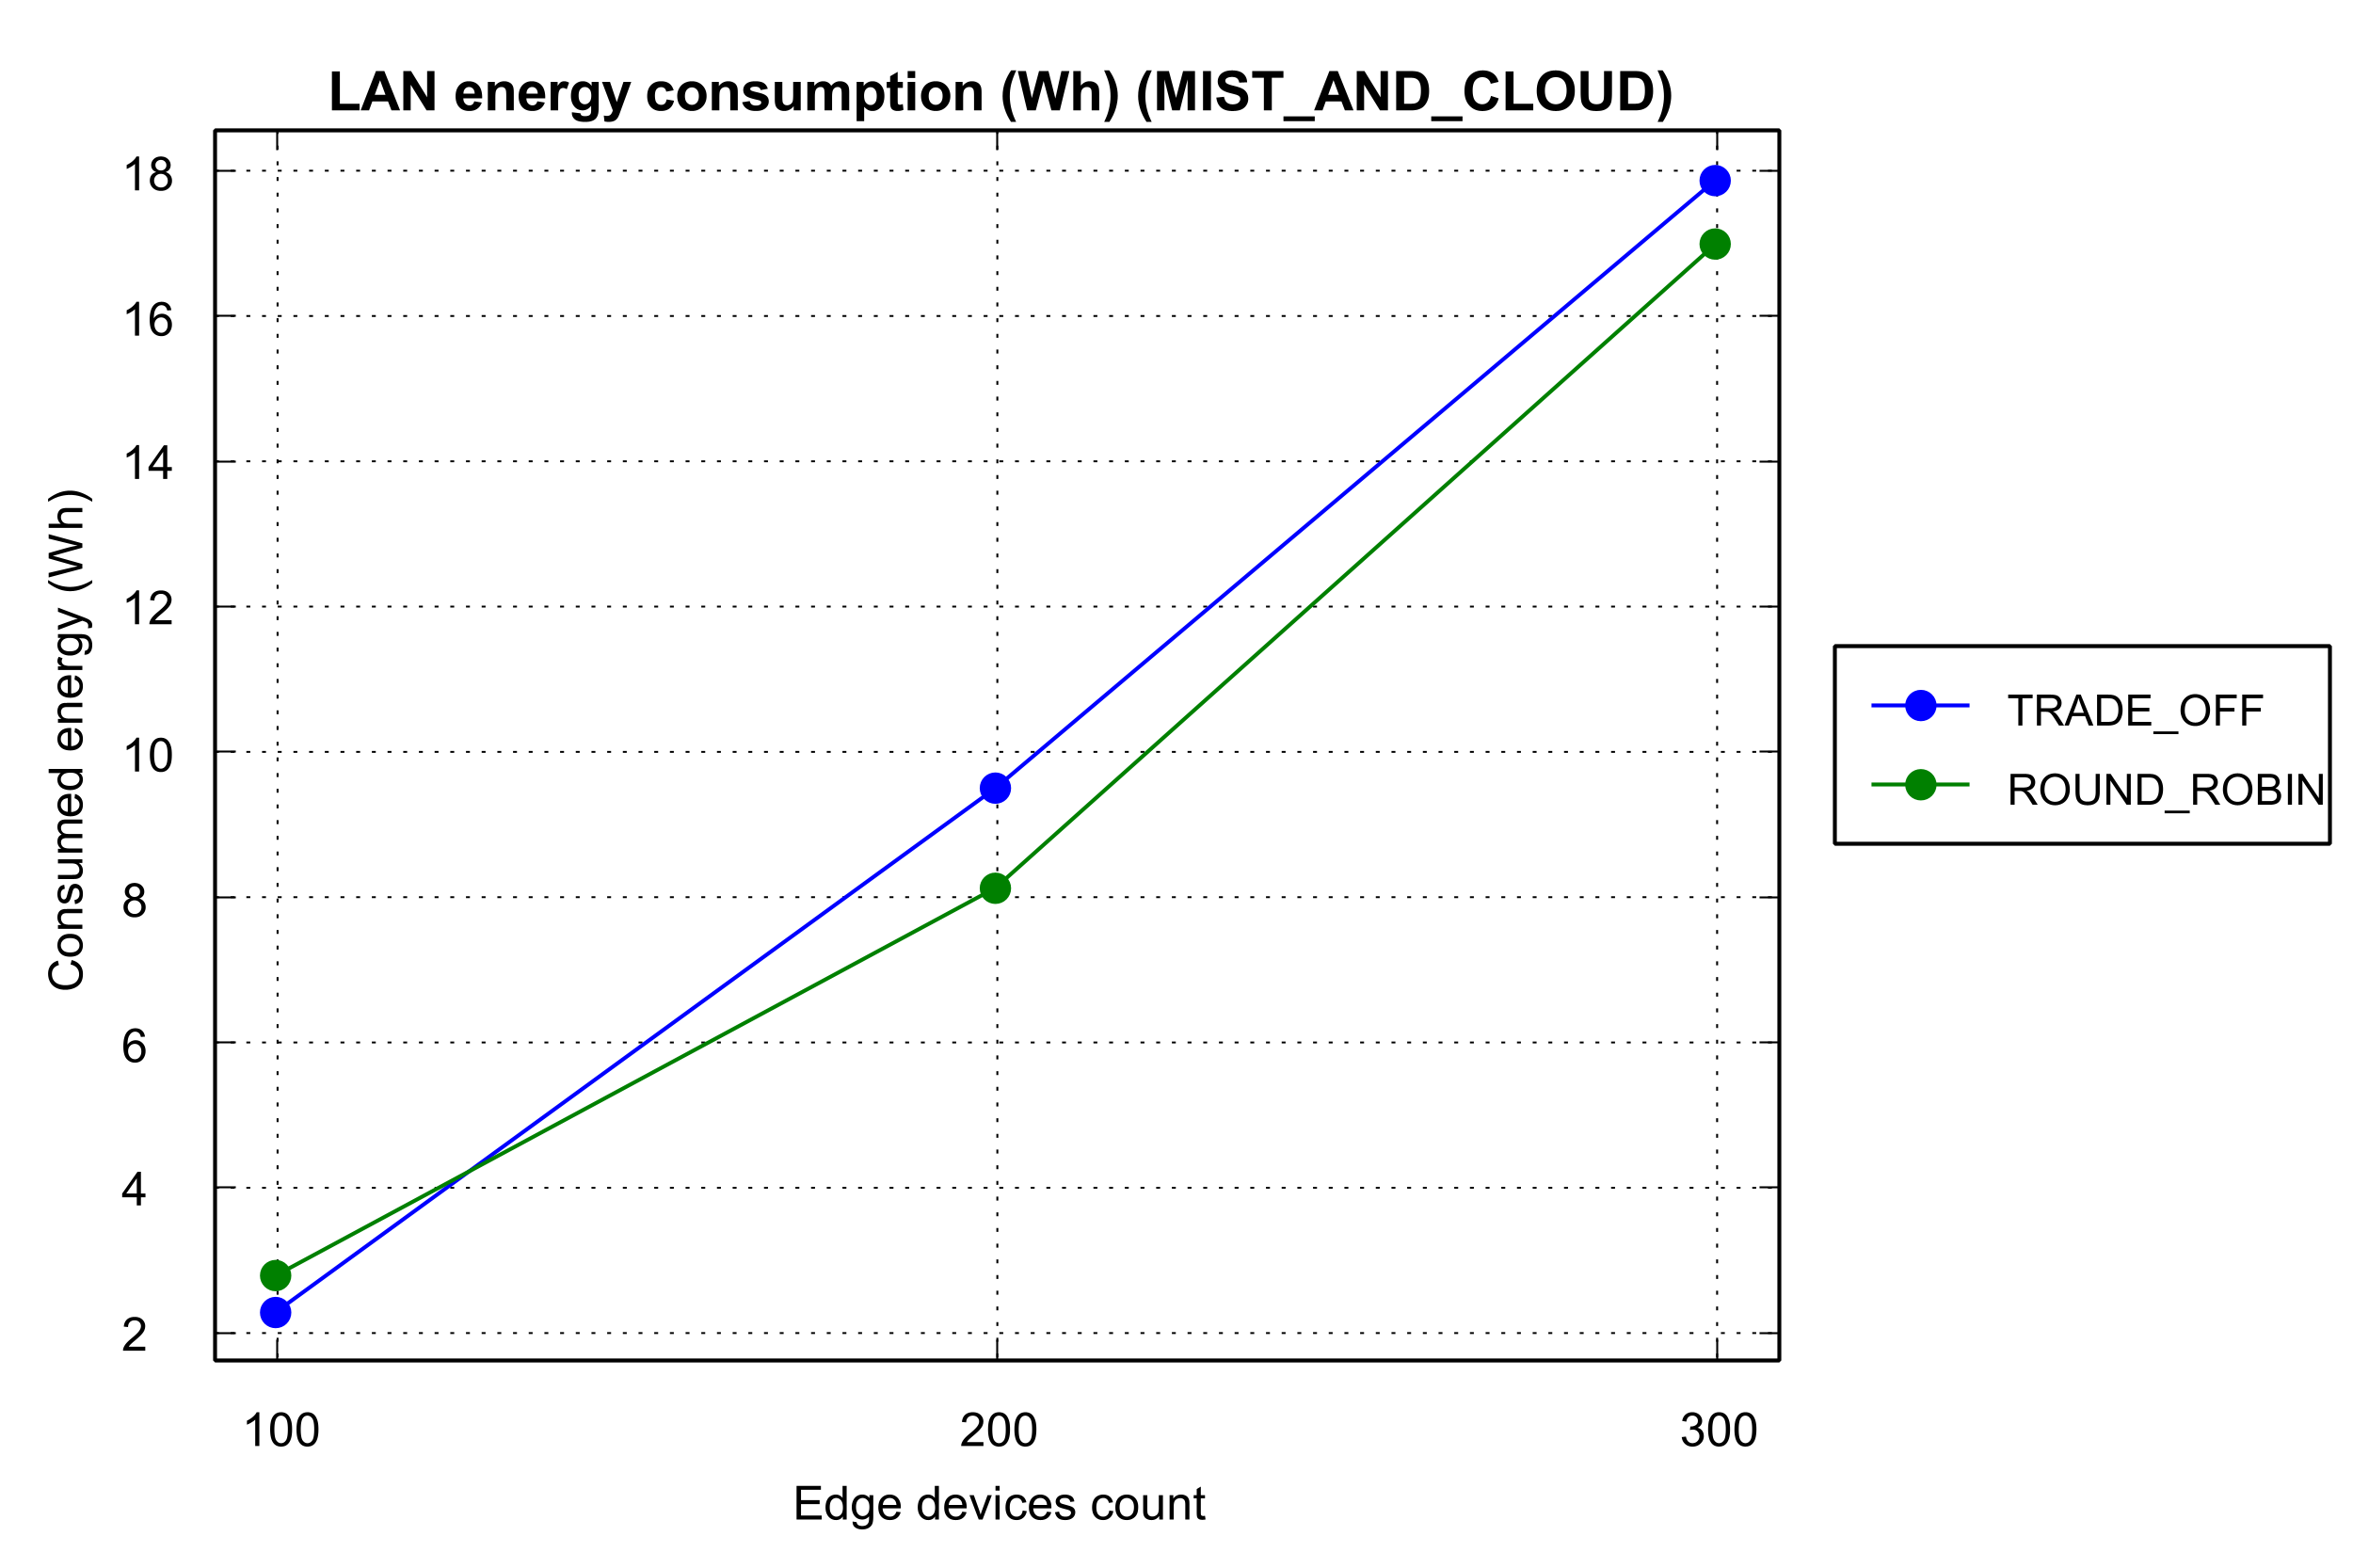 LAN energy consumption (Wh) (MIST_AND_CLOUD)
18
16
14
12
10
8
6
4
2
Consumed energy (Wh)
100 200 300
Edge devices count
TRADE_OFF
ROUND_ROBIN